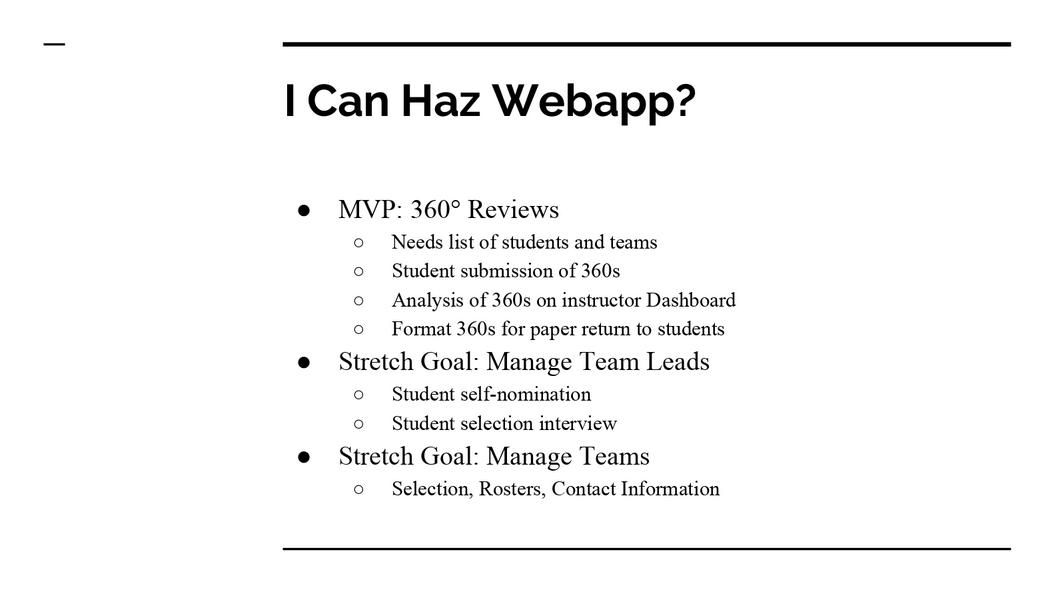 I Can Haz Webapp?
● MVP: 360° Reviews
○ Needs list of students and teams
○ Student submission of 360s
○ Analysis of 360s on instructor Dashboard
○ Format 360s for paper return to students
● Stretch Goal: Manage Team Leads
○ Student self-nomination
○ Student selection interview
● Stretch Goal: Manage Teams
○ Selection, Rosters, Contact Information